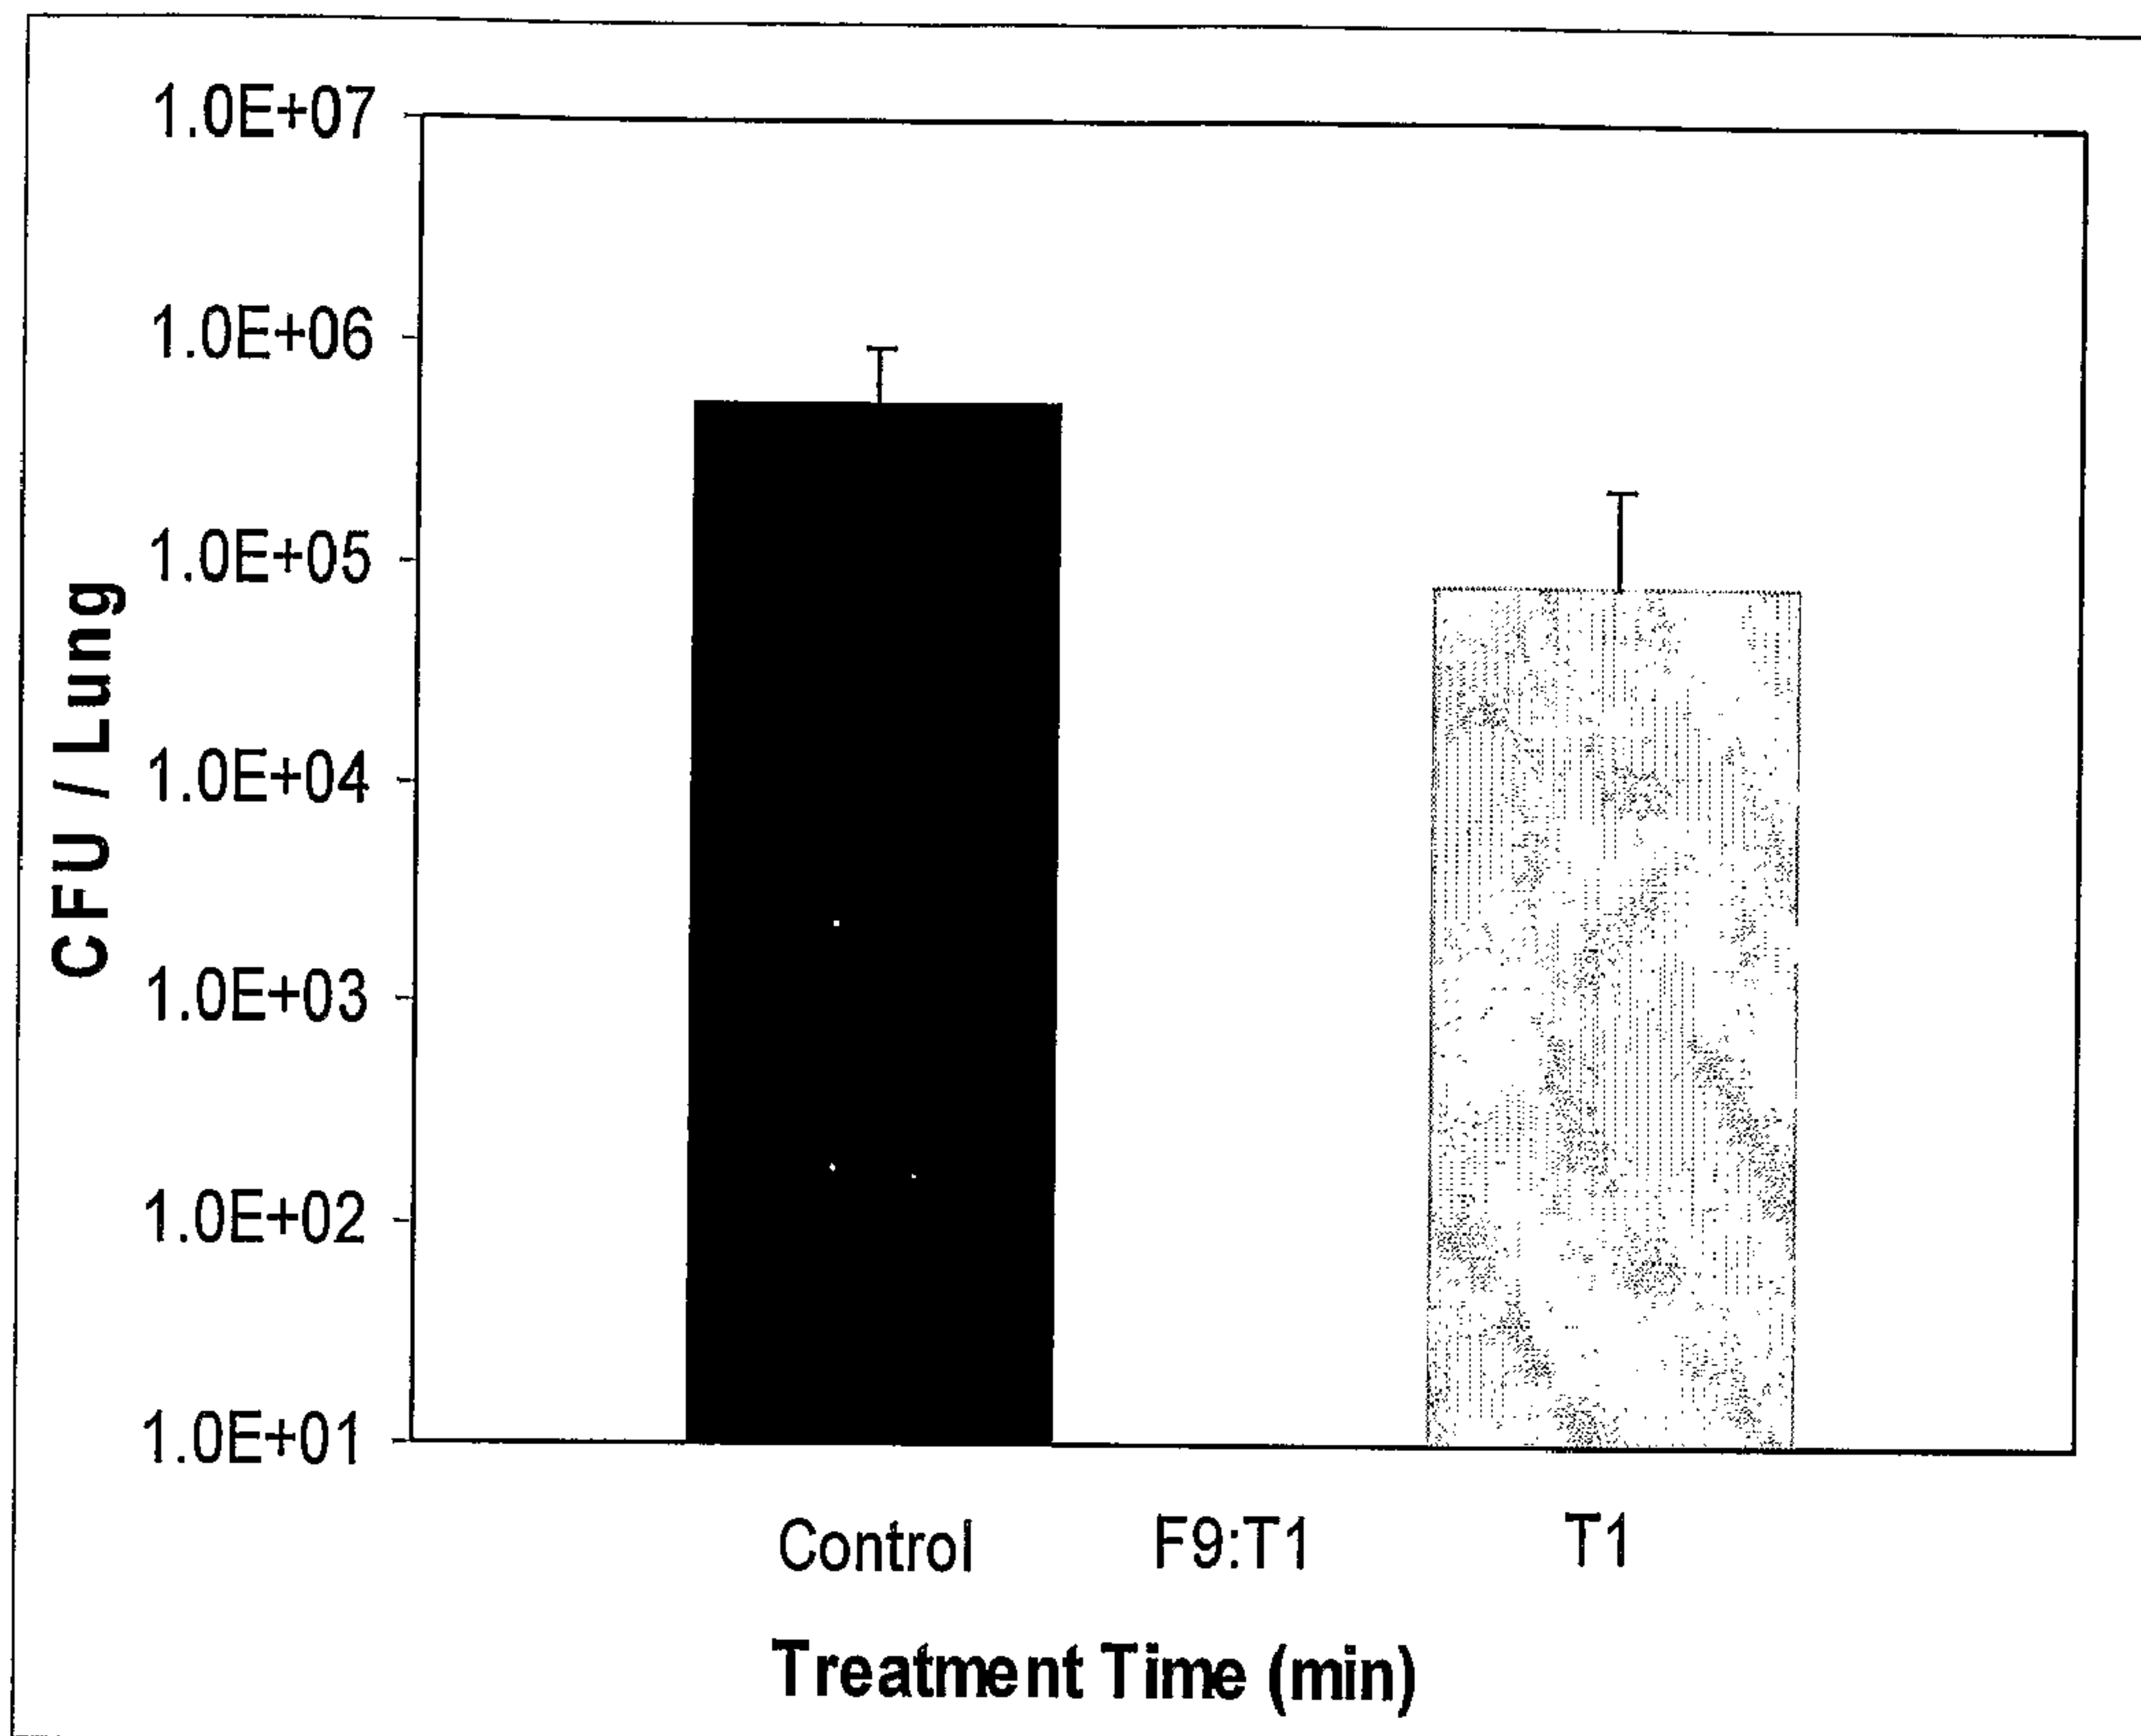 1.0E+07
1.0E+06
1.0E+05
1.0E+04
1.0E+03
1.0E+02
1.0E+01
CFU / Lung
Control F9:T1 T1
Treatment Time (min)